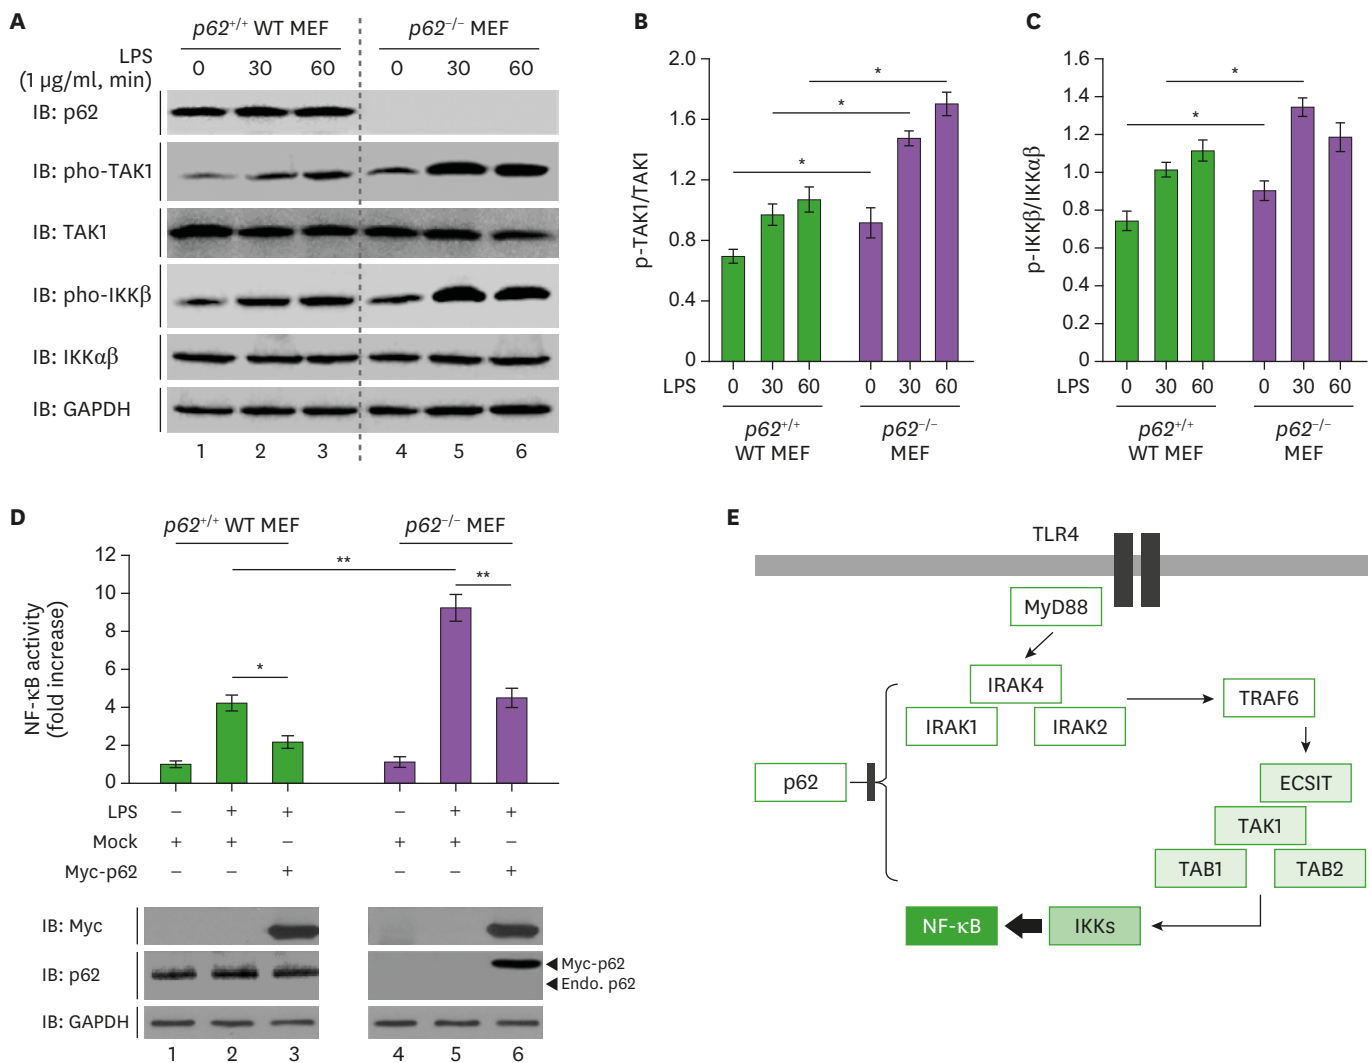 A
p62+/+ WT MEF
p62−/− MEF
LPS
(1 μg/ml, min)
0 30 60 0 30 60
IB: p62
IB: pho-TAK1
IB: TAK1
IB: pho-IKKβ
IB: IKKαβ
IB: GAPDH
1 2 3 4 5 6
B
p-TAK1/TAK1
2.0
1.6
1.2
0.8
0.4
0
*
*
*
LPS 0 30 60 0 30 60
p62+/+
WT MEF
p62−/−
MEF
C
p-IKKβ/IKKαβ
1.6
1.4
1.2
1.0
0.8
0.6
0.4
0.2
0
*
*
LPS 0 30 60 0 30 60
p62+/+
WT MEF
p62−/−
MEF
D
p62+/+ WT MEF
p62−/− MEF
NF-κB activity
(fold increase)
12
10
8
6
4
2
0
**
**
*
LPS − + + − + +
Mock + + − + + −
Myc-p62 − − + − − +
IB: Myc
IB: p62
Myc-p62
Endo. p62
IB: GAPDH
1 2 3 4 5 6
E
TLR4
MyD88
IRAK4
IRAK1
IRAK2
TRAF6
p62
ECSIT
TAK1
TAB1
TAB2
NF-κB
IKKs